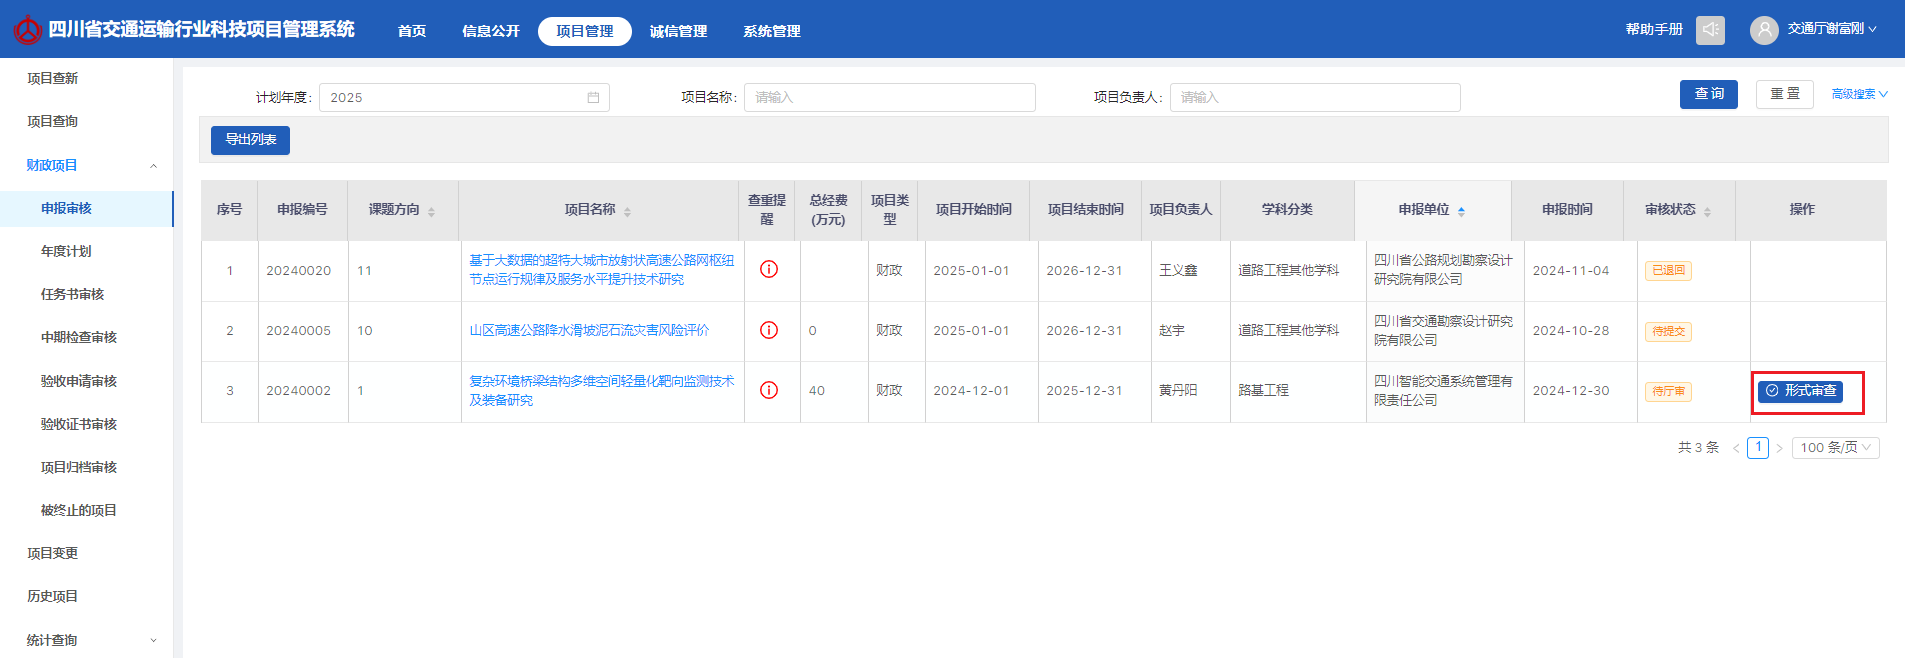 四川省交通运输行业科技项目管理系统 首页 信息公开 项目管理 诚信管理 系统管理 帮助手册 交通厅谢富刚
项目查新
项目查询
财政项目
申报审核
年度计划
任务书审核
中期检查审核
验收申请审核
验收证书审核
项目归档审核
被终止的项目
项目变更
历史项目
统计查询
计划年度: 2025 项目名称: 请输入 项目负责人: 请输入 查 询 重 置 高级搜索
导出列表
序号 申报编号 课题方向 项目名称 查重提醒 总经费(万元) 项目类型 项目开始时间 项目结束时间 项目负责人 学科分类 申报单位 申报时间 审核状态 操作
1 20240020 11 基于大数据的超特大城市放射状高速公路网枢纽节点运行规律及服务水平提升技术研究 财政 2025-01-01 2026-12-31 王义鑫 道路工程其他学科 四川省公路规划勘察设计研究院有限公司 2024-11-04 已退回
2 20240005 10 山区高速公路降水滑坡泥石流灾害风险评价 0 财政 2025-01-01 2026-12-31 赵宇 道路工程其他学科 四川省交通勘察设计研究院有限公司 2024-10-28 待提交
3 20240002 1 复杂环境桥梁结构多维空间轻量化靶向监测技术及装备研究 40 财政 2024-12-01 2025-12-31 黄丹阳 路基工程 四川智能交通系统管理有限责任公司 2024-12-30 待厅审 形式审查
共 3 条 < 1 > 100 条/页